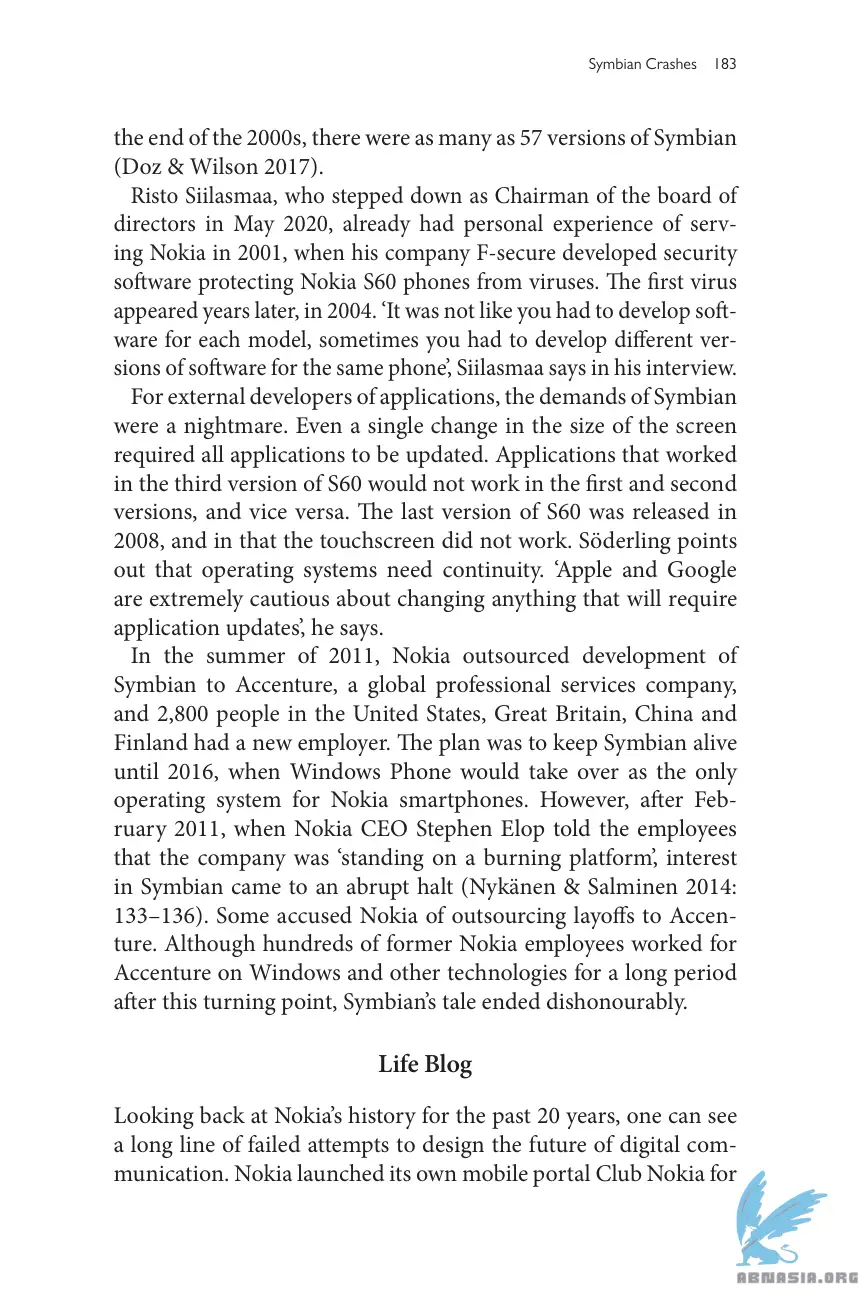 Symbian Crashes 183
the end of the 2000s, there were as many as 57 versions of Symbian
(Doz & Wilson 2017).
Risto Siilasmaa, who stepped down as Chairman of the board of
directors in May 2020, already had personal experience of serv-
ing Nokia in 2001, when his company F-secure developed security
software protecting Nokia S60 phones from viruses. The first virus
appeared years later, in 2004. ‘It was not like you had to develop soft-
ware for each model, sometimes you had to develop different ver-
sions of software for the same phone’, Siilasmaa says in his interview.
For external developers of applications, the demands of Symbian
were a nightmare. Even a single change in the size of the screen
required all applications to be updated. Applications that worked
in the third version of S60 would not work in the first and second
versions, and vice versa. The last version of S60 was released in
2008, and in that the touchscreen did not work. Söderling points
out that operating systems need continuity. ‘Apple and Google
are extremely cautious about changing anything that will require
application updates’, he says.
In the summer of 2011, Nokia outsourced development of
Symbian to Accenture, a global professional services company,
and 2,800 people in the United States, Great Britain, China and
Finland had a new employer. The plan was to keep Symbian alive
until 2016, when Windows Phone would take over as the only
operating system for Nokia smartphones. However, after Feb-
ruary 2011, when Nokia CEO Stephen Elop told the employees
that the company was ‘standing on a burning platform’, interest
in Symbian came to an abrupt halt (Nykänen & Salminen 2014:
133–136). Some accused Nokia of outsourcing layoffs to Accen-
ture. Although hundreds of former Nokia employees worked for
Accenture on Windows and other technologies for a long period
after this turning point, Symbian’s tale ended dishonourably.
Life Blog
Looking back at Nokia’s history for the past 20 years, one can see
a long line of failed attempts to design the future of digital com-
munication. Nokia launched its own mobile portal Club Nokia for
ABNASIA.ORG